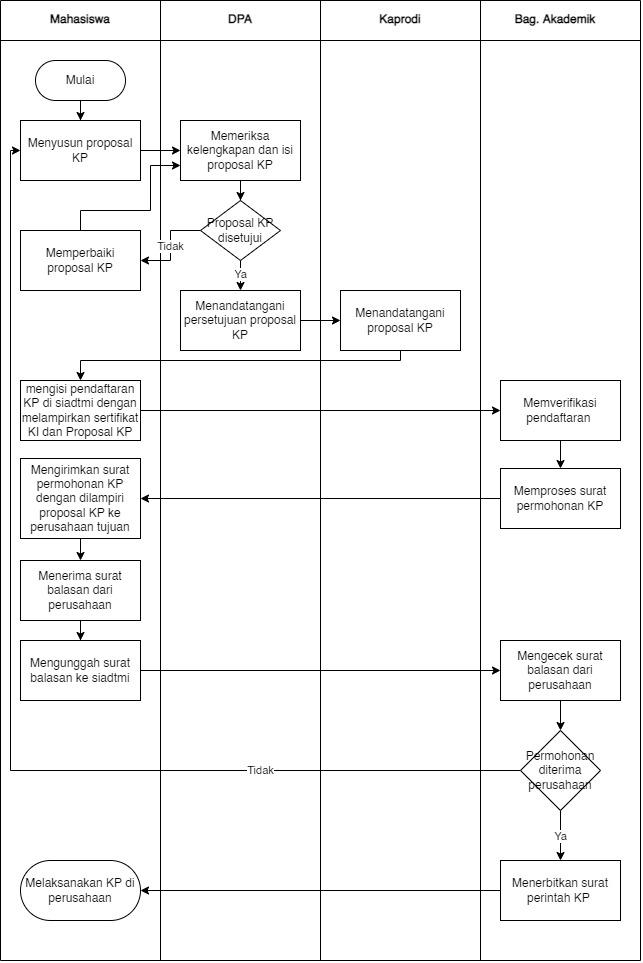 Mahasiswa
DPA
Kaprodi
Bag. Akademik
Mulai
Menyusun proposal
KP
Memeriksa
kelengkapan dan isi
proposal KP
Proposal KP
disetujui
Tidak
Memperbaiki
proposal KP
Ya
Menandatangani
persetujuan proposal
KP
Menandatangani
proposal KP
mengisi pendaftaran
KP di siadtmi dengan
melampirkan sertifikat
KI dan Proposal KP
Memverifikasi
pendaftaran
Memproses surat
permohonan KP
Mengirimkan surat
permohonan KP
dengan dilampiri
proposal KP ke
perusahaan tujuan
Menerima surat
balasan dari
perusahaan
Mengunggah surat
balasan ke siadtmi
Mengecek surat
balasan dari
perusahaan
Permohonan
diterima
perusahaan
Tidak
Ya
Menerbitkan surat
perintah KP
Melaksanakan KP di
perusahaan